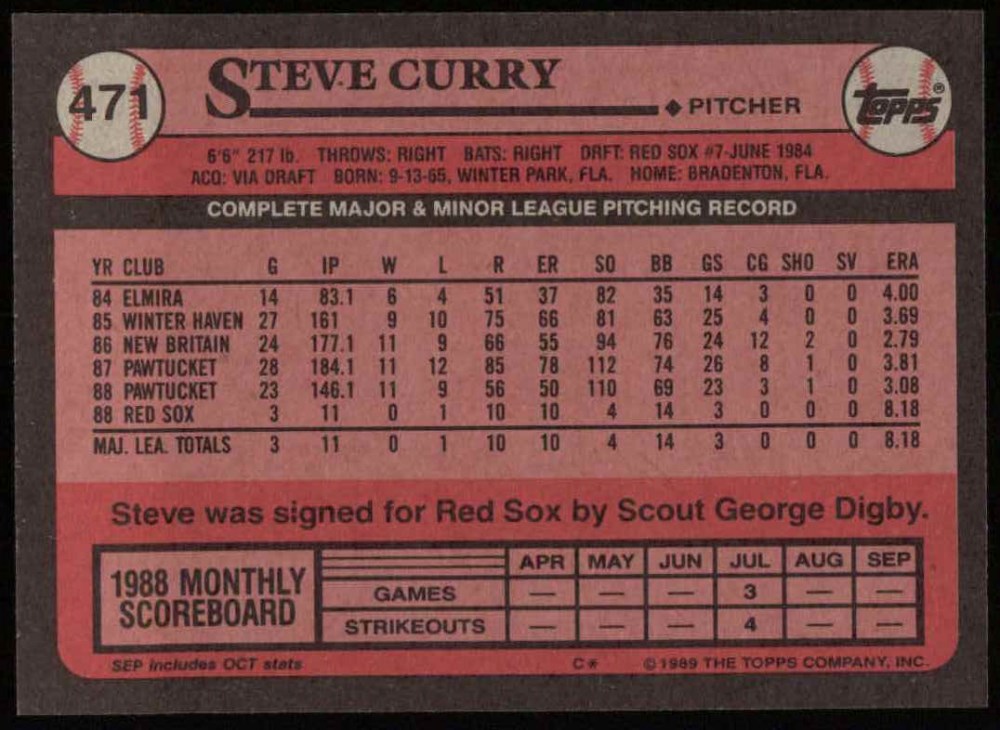 471
STEVE CURRY
◆ PITCHER
TOPPS®
6'6" 217 lb. THROWS: RIGHT BATS: RIGHT DRFT: RED SOX #7-JUNE 1984
ACQ: VIA DRAFT BORN: 9-13-65, WINTER PARK, FLA. HOME: BRADENTON, FLA.
COMPLETE MAJOR & MINOR LEAGUE PITCHING RECORD
YR CLUB G IP W L R ER SO BB GS CG SHO SV ERA
84 ELMIRA 14 83.1 6 4 51 37 82 35 14 3 0 0 4.00
85 WINTER HAVEN 27 161 9 10 75 66 81 63 25 4 0 0 3.69
86 NEW BRITAIN 24 177.1 11 9 66 55 94 76 24 12 2 0 2.79
87 PAWTUCKET 28 184.1 11 12 85 78 112 74 26 8 1 0 3.81
88 PAWTUCKET 23 146.1 11 9 56 50 110 69 23 3 1 0 3.08
88 RED SOX 3 11 0 1 10 10 4 14 3 0 0 0 8.18
MAJ. LEA. TOTALS 3 11 0 1 10 10 4 14 3 0 0 0 8.18
Steve was signed for Red Sox by Scout George Digby.
1988 MONTHLY
SCOREBOARD
APR MAY JUN JUL AUG SEP
GAMES — — — 3 — —
STRIKEOUTS — — — 4 — —
SEP includes OCT stats
C* © 1989 THE TOPPS COMPANY, INC.